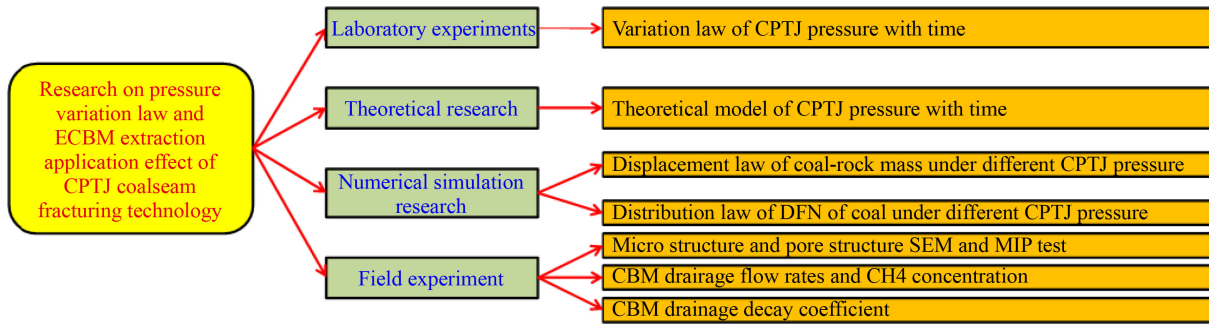 Research on pressure
variation law and
ECBM extraction
application effect of
CPTJ coalseam
fracturing technology
Laboratory experiments
Variation law of CPTJ pressure with time
Theoretical research
Theoretical model of CPTJ pressure with time
Numerical simulation
research
Displacement law of coal-rock mass under different CPTJ pressure
Distribution law of DFN of coal under different CPTJ pressure
Field experiment
Micro structure and pore structure SEM and MIP test
CBM drairage flow rates and CH4 concentration
CBM drainage decay coefficient